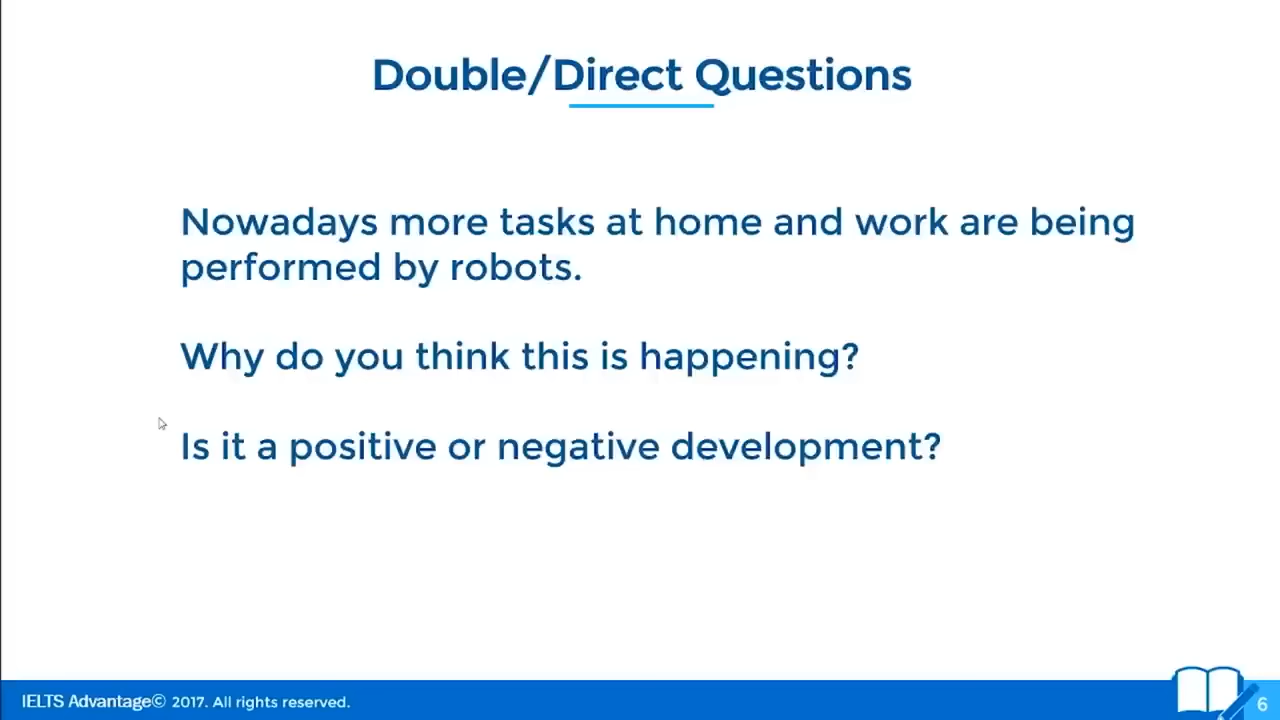 Double/Direct Questions
Nowadays more tasks at home and work are being
performed by robots.
Why do you think this is happening?
Is it a positive or negative development?
IELTS Advantage© 2017. All rights reserved.
6